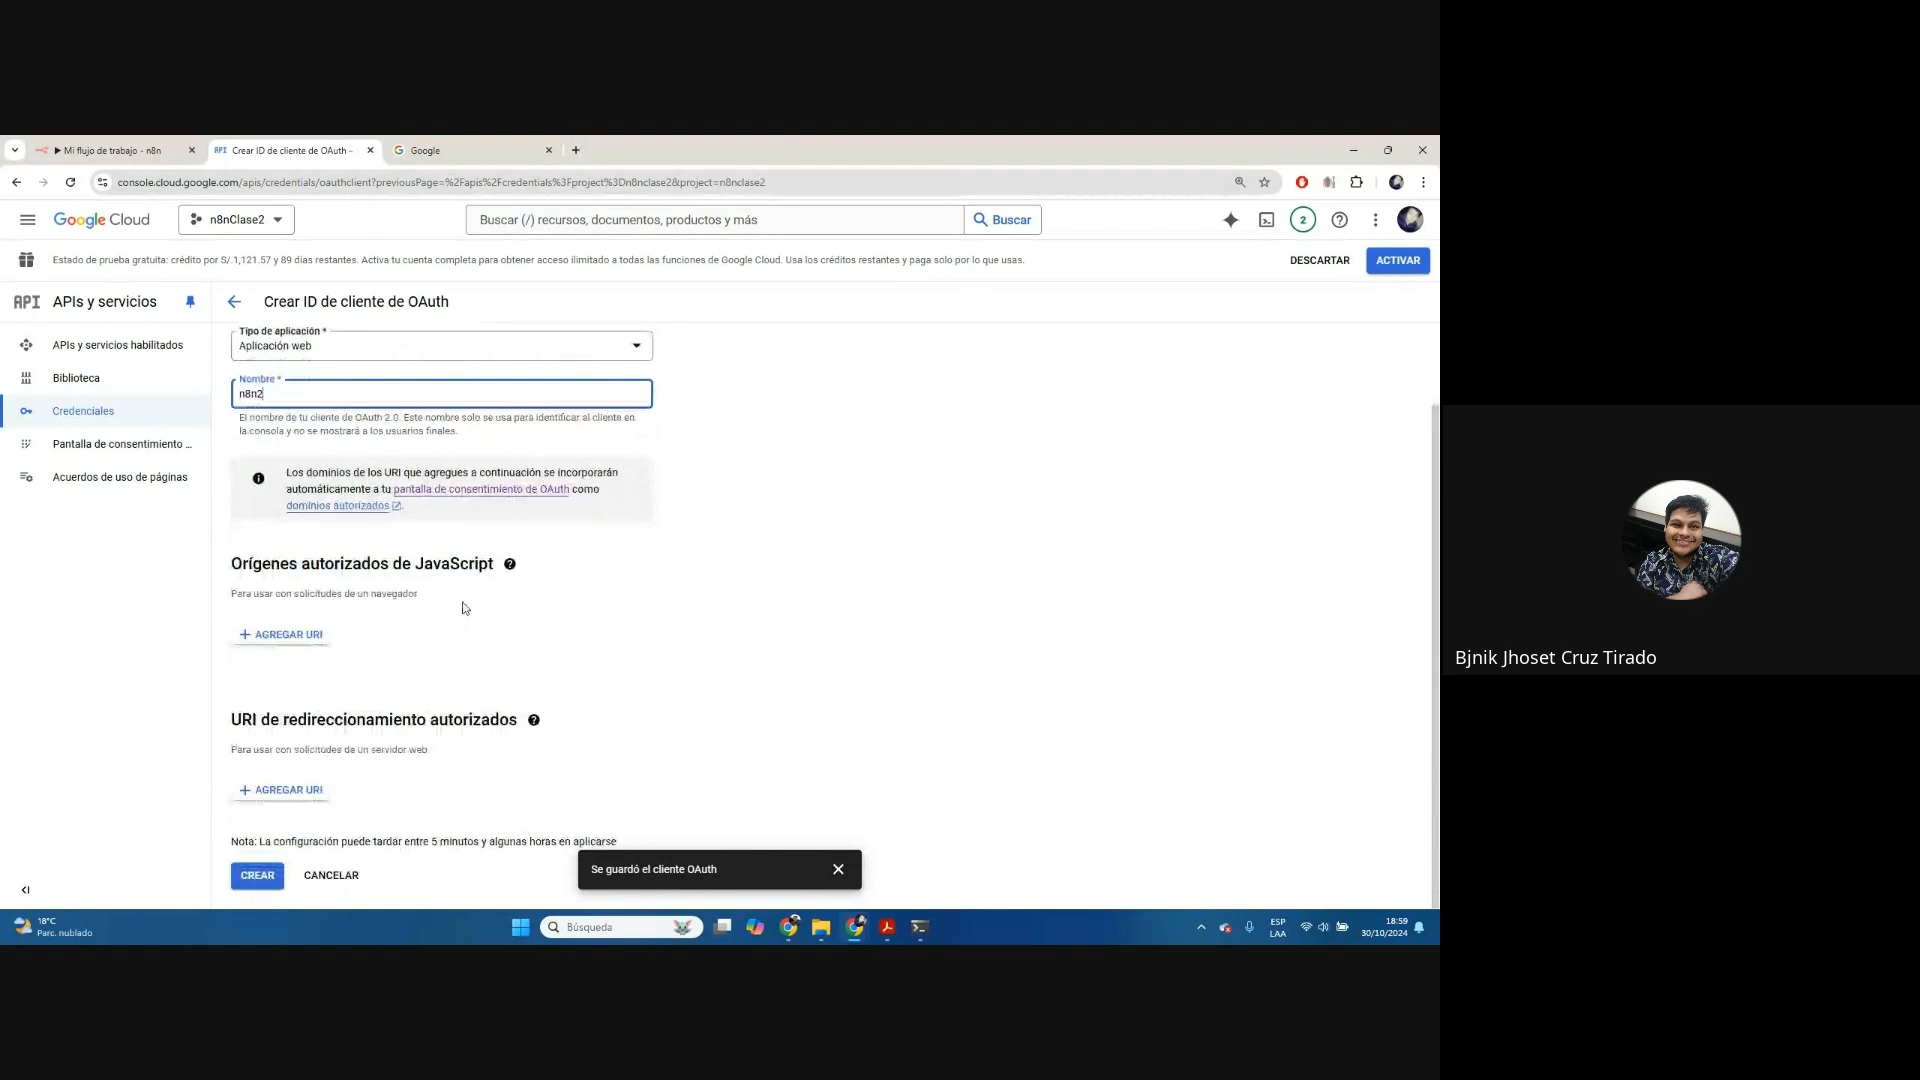 Mi flujo de trabajo - n8n
API Crear ID de cliente de OAuth –
Google
console.cloud.google.com/apis/credentials/oauthclient?previousPage=%2Fapis%2Fcredentials%3Fproject%3Dn8nclase2&project=n8nclase2
Google Cloud
n8nClase2
Buscar (/) recursos, documentos, productos y más
Buscar
2
Estado de prueba gratuita: crédito por S/.1,121.57 y 89 días restantes. Activa tu cuenta completa para obtener acceso ilimitado a todas las funciones de Google Cloud. Usa los créditos restantes y paga solo por lo que usas.
DESCARTAR
ACTIVAR
API APIs y servicios
Crear ID de cliente de OAuth
APIs y servicios habilitados
Biblioteca
Credenciales
Pantalla de consentimiento ...
Acuerdos de uso de páginas
Tipo de aplicación *
Aplicación web
Nombre *
n8n2
El nombre de tu cliente de OAuth 2.0. Este nombre solo se usa para identificar al cliente en
la consola y no se mostrará a los usuarios finales.
Los dominios de los URI que agregues a continuación se incorporarán
automáticamente a tu pantalla de consentimiento de OAuth como
dominios autorizados.
Orígenes autorizados de JavaScript
Para usar con solicitudes de un navegador
+ AGREGAR URI
URI de redireccionamiento autorizados
Para usar con solicitudes de un servidor web
+ AGREGAR URI
Nota: La configuración puede tardar entre 5 minutos y algunas horas en aplicarse
CREAR
CANCELAR
Se guardó el cliente OAuth
18°C
Parc. nublado
Búsqueda
ESP
LAA
18:59
30/10/2024
Bjnik Jhoset Cruz Tirado